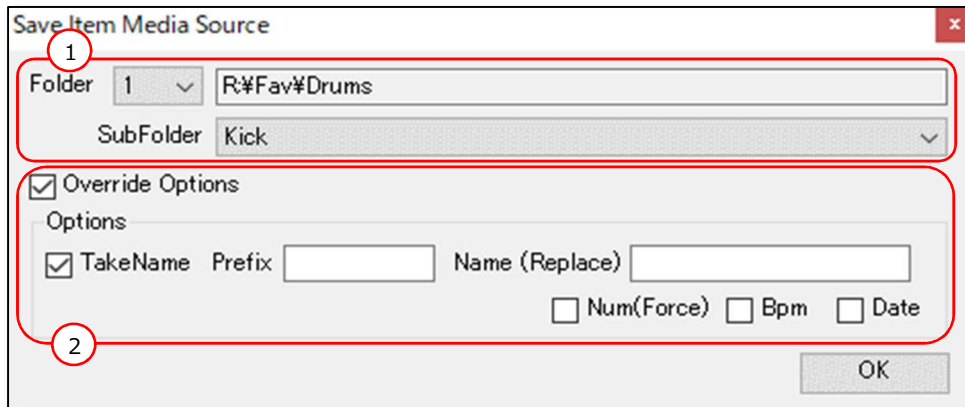 Save Item Media Source
x
1
Folder 1 R:¥Fav¥Drums
SubFolder Kick
Override Options
Options
TakeName Prefix Name (Replace)
Num(Force) Bpm Date
2
OK